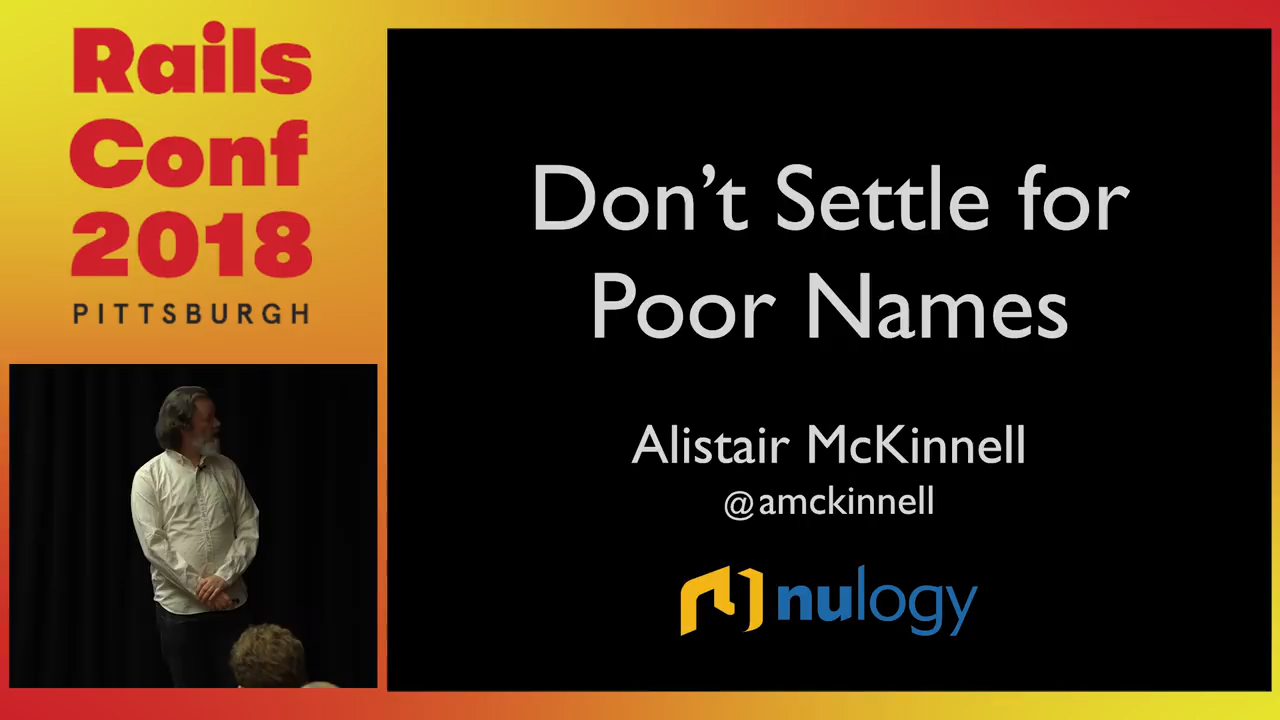 Rails
Conf
2018
PITTSBURGH
Don't Settle for
Poor Names
Alistair McKinnell
@amckinnell
nulogy